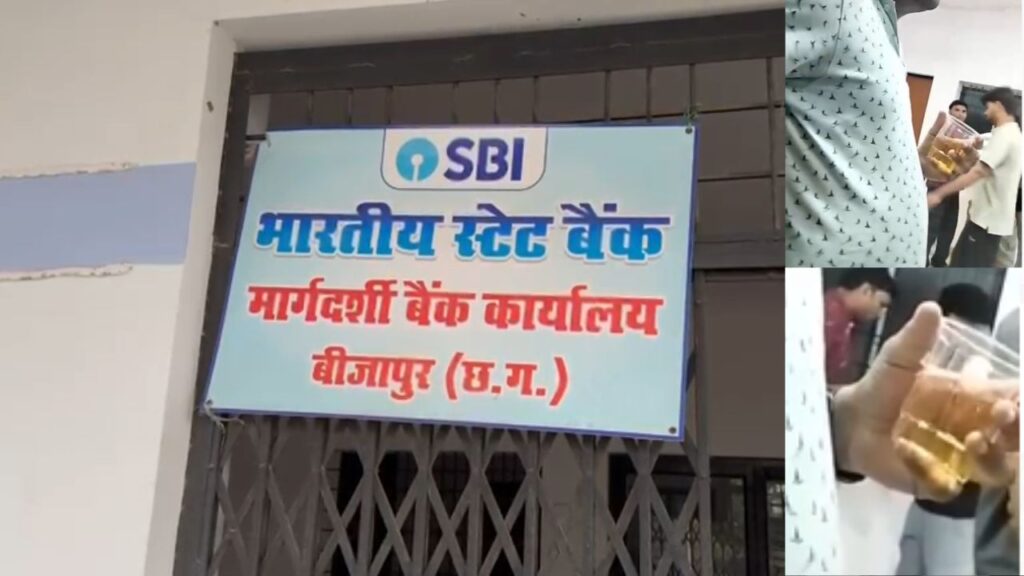 SBI
भारतीय स्टेट बैंक
मार्गदर्शी बैंक कार्यालय
बीजापुर (छ.ग.)